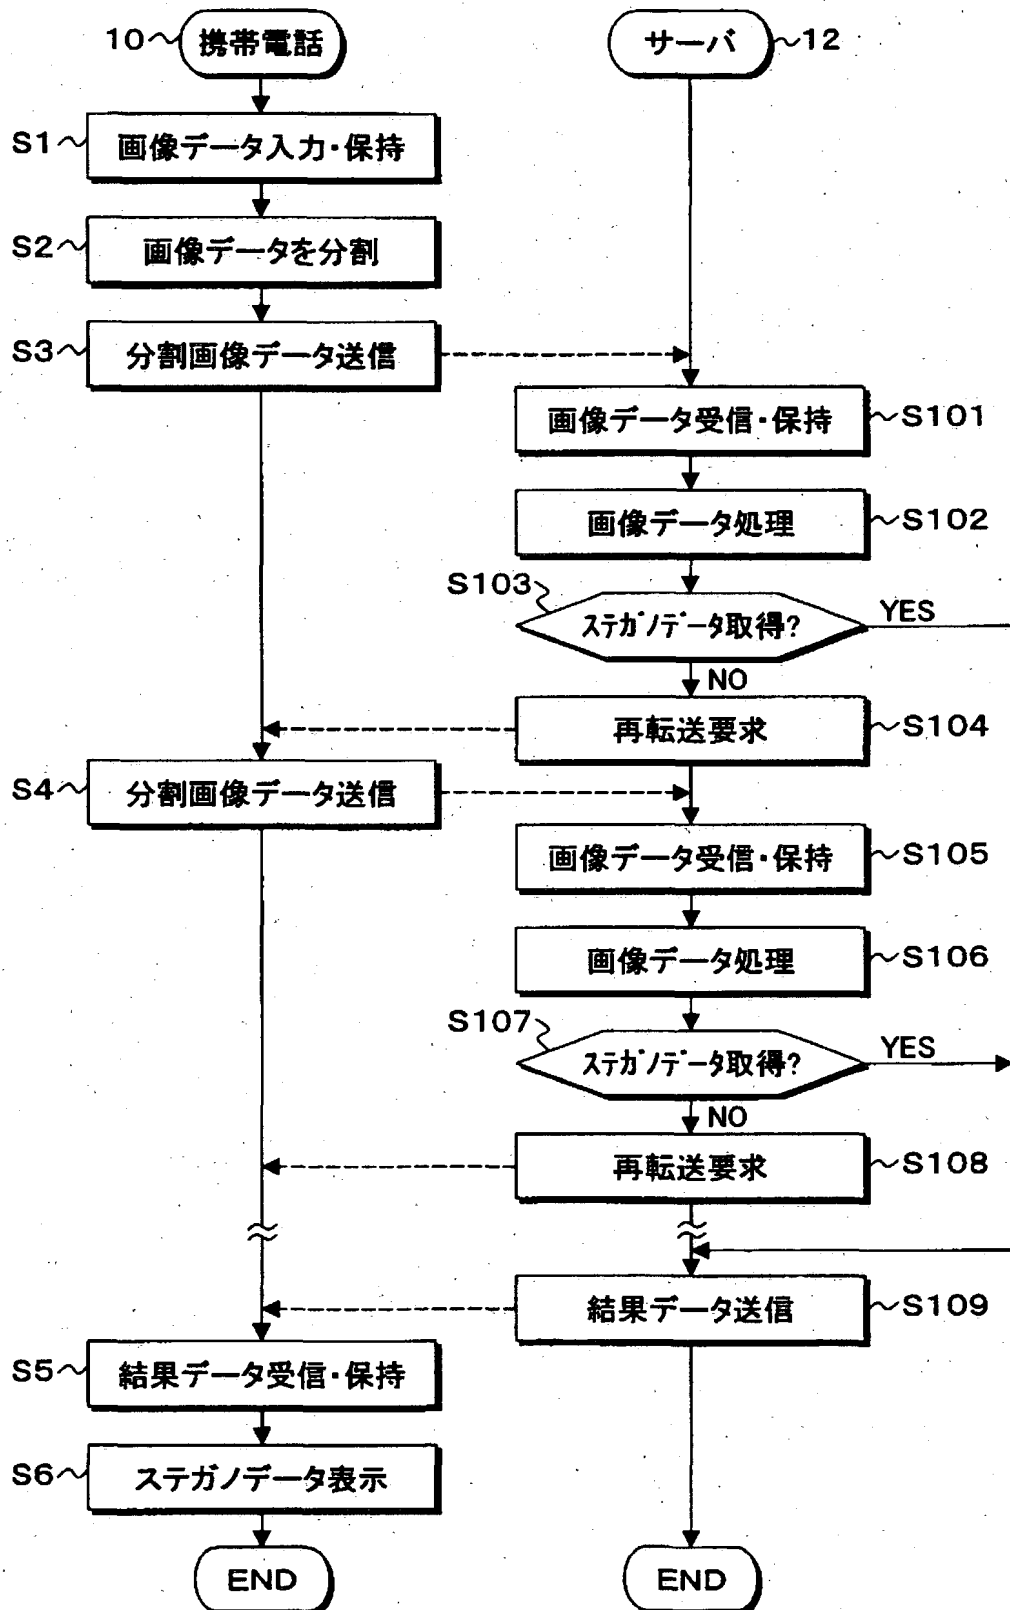 10 携帯電話
サーバ 12
S1 画像データ入力・保持
S2 画像データを分割
S3 分割画像データ送信
画像データ受信・保持 S101
画像データ処理 S102
S103 ステガノデータ取得? YES
NO
再転送要求 S104
S4 分割画像データ送信
画像データ受信・保持 S105
画像データ処理 S106
S107 ステガノデータ取得? YES
NO
再転送要求 S108
結果データ送信 S109
S5 結果データ受信・保持
S6 ステガノデータ表示
END
END